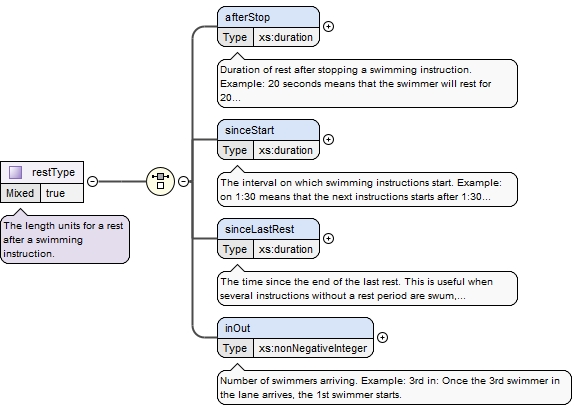 afterStop
Type xs:duration
Duration of rest after stopping a swimming instruction.
Example: 20 seconds means that the swimmer will rest for
20...
sinceStart
Type xs:duration
The interval on which swimming instructions start. Example:
on 1:30 means that the next instructions starts after 1:30...
restType
Mixed true
The length units for a rest
after a swimming
instruction.
sinceLastRest
Type xs:duration
The time since the end of the last rest. This is useful when
several instructions without a rest period are swum,...
inOut
Type xs:nonNegativeInteger
Number of swimmers arriving. Example: 3rd in: Once the 3rd swimmer in
the lane arrives, the 1st swimmer starts.